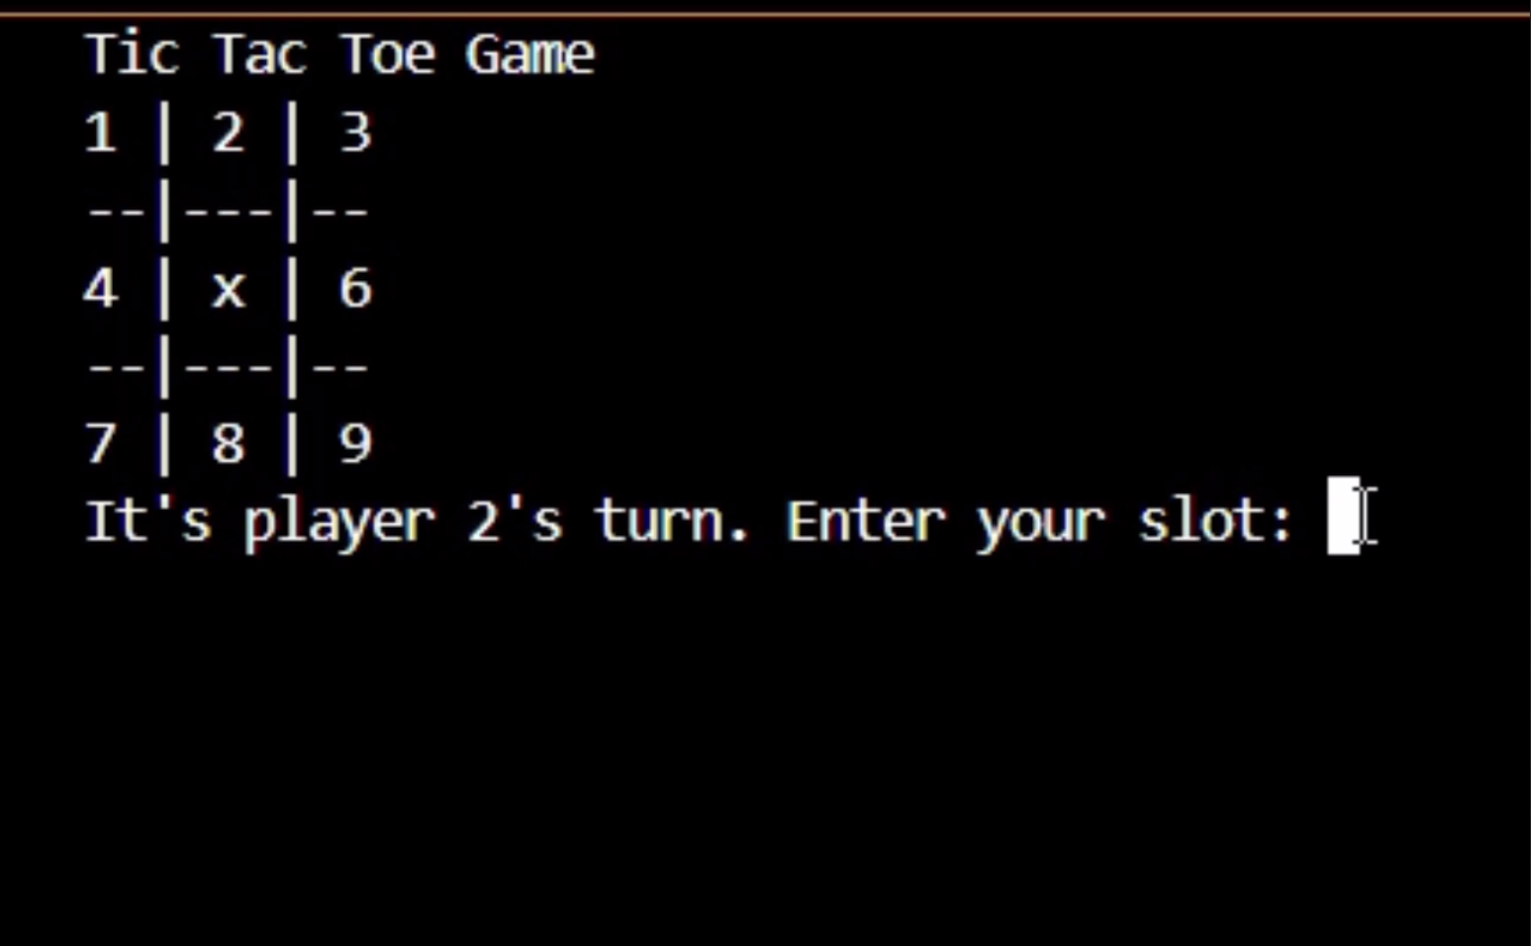 Tic Tac Toe Game
1 | 2 | 3
--|---|--
4 | x | 6
--|---|--
7 | 8 | 9
It's player 2's turn. Enter your slot: